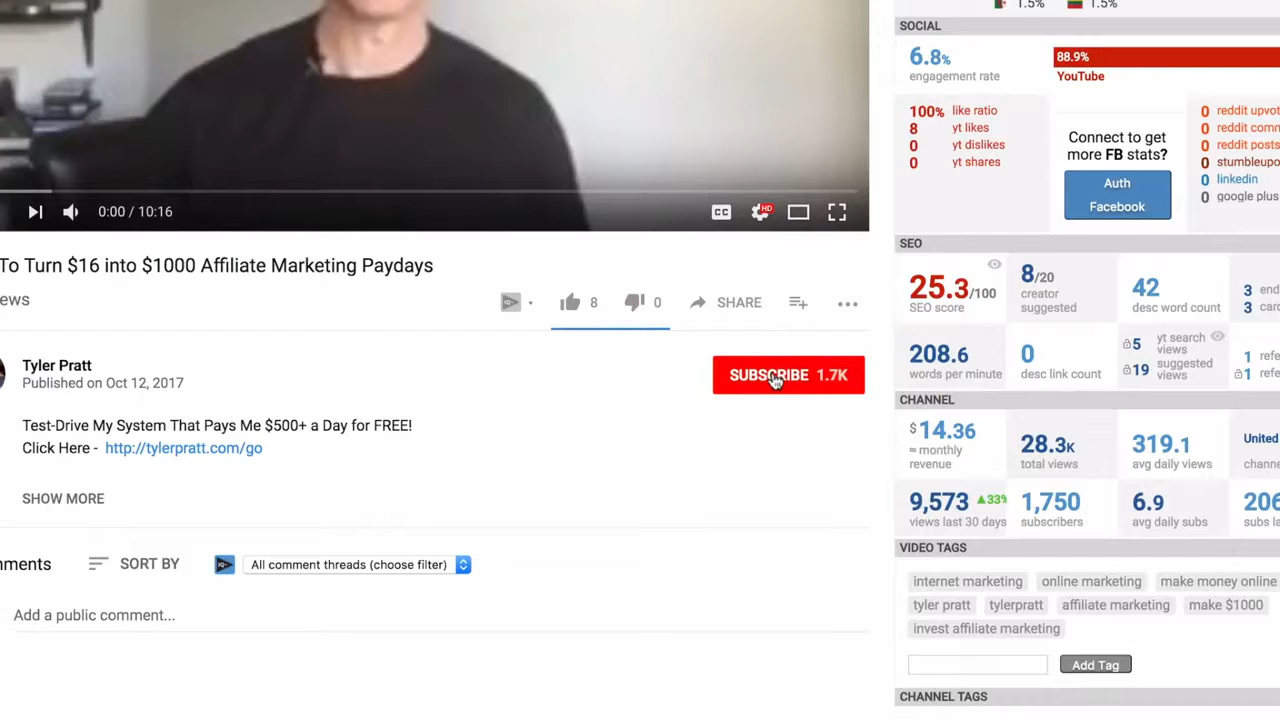 0:00 / 10:16
CC
HD
To Turn $16 into $1000 Affiliate Marketing Paydays
8
0
SHARE
Tyler Pratt
Published on Oct 12, 2017
SUBSCRIBE 1.7K
Test-Drive My System That Pays Me $500+ a Day for FREE!
Click Here - http://tylerpratt.com/go
SHOW MORE
SORT BY
All comment threads (choose filter)
Add a public comment...
1.5% 1.5%
SOCIAL
6.8%
engagement rate
88.9%
YouTube
100% like ratio
8 yt likes
0 yt dislikes
0 yt shares
Connect to get
more FB stats?
Auth
Facebook
0 reddit upvot
0 reddit comn
0 reddit posts
0 stumbleupo
0 linkedin
0 google plus
SEO
25.3/100
SEO score
8/20
creator
suggested
42
desc word count
3 end
3 card
208.6
words per minute
0
desc link count
5 yt search
views
19 suggested
views
1 refe
1 refe
CHANNEL
$14.36
≈ monthly
revenue
28.3K
total views
319.1
avg daily views
United
channe
9,573 ▲33%
views last 30 days
1,750
subscribers
6.9
avg daily subs
206
subs la
VIDEO TAGS
internet marketing online marketing make money online
tyler pratt tylerpratt affiliate marketing make $1000
invest affiliate marketing
Add Tag
CHANNEL TAGS